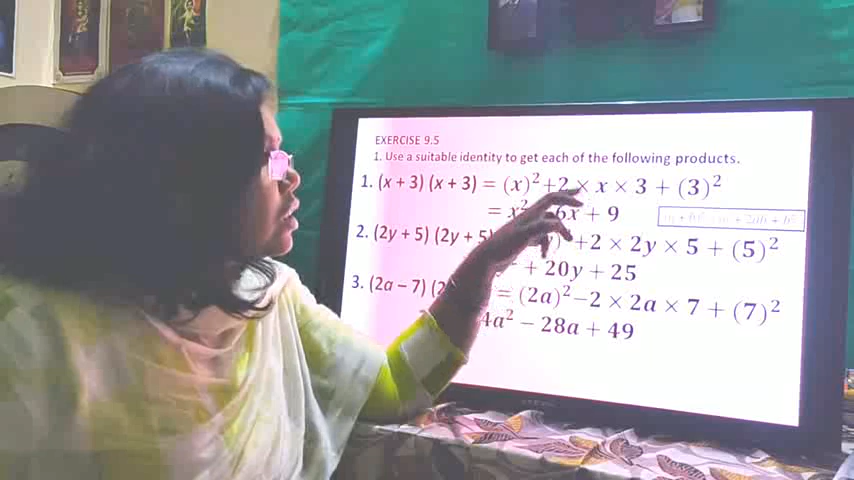 EXERCISE 9.5
1. Use a suitable identity to get each of the following products.
1. (x + 3) (x + 3) = (x)² +2 × x × 3 + (3)²
= x² 6x + 9
2. (2y + 5) (2y + 5) )² +2 × 2y × 5 + (5)²
+ 20y + 25
3. (2a − 7) (2 = (2a)² −2 × 2a × 7 + (7)²
4a² − 28a + 49